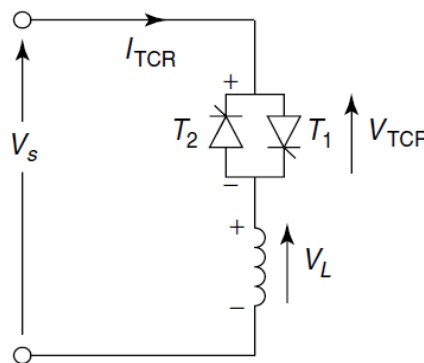 I_TCR
+
T_2
T_1
V_TCR
V_s
−
+
V_L
−